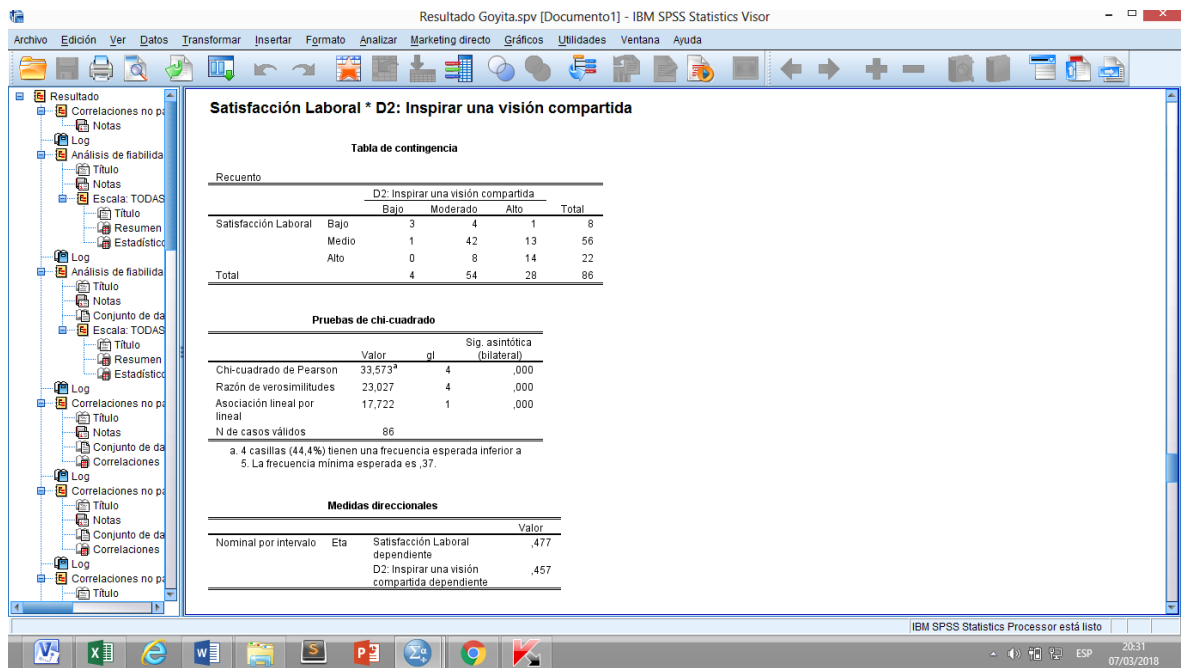 Resultado Goyita.spv [Documento1] - IBM SPSS Statistics Visor
Archivo Edición Ver Datos Transformar Insertar Formato Analizar Marketing directo Gráficos Utilidades Ventana Ayuda
Resultado
Correlaciones no pa
Notas
Log
Análisis de fiabilida
Título
Notas
Escala: TODAS
Título
Resumen
Estadístico
Log
Análisis de fiabilida
Título
Notas
Conjunto de da
Escala: TODAS
Título
Resumen
Estadístico
Log
Correlaciones no pa
Título
Notas
Conjunto de da
Correlaciones
Log
Correlaciones no pa
Título
Notas
Conjunto de da
Correlaciones
Log
Correlaciones no pa
Título
Satisfacción Laboral * D2: Inspirar una visión compartida
Tabla de contingencia
Recuento
D2: Inspirar una visión compartida
Bajo Moderado Alto Total
Satisfacción Laboral Bajo 3 4 1 8
Medio 1 42 13 56
Alto 0 8 14 22
Total 4 54 28 86
Pruebas de chi-cuadrado
Sig. asintótica
Valor gl (bilateral)
Chi-cuadrado de Pearson 33,573a 4 ,000
Razón de verosimilitudes 23,027 4 ,000
Asociación lineal por 17,722 1 ,000
lineal
N de casos válidos 86
a. 4 casillas (44,4%) tienen una frecuencia esperada inferior a
5. La frecuencia mínima esperada es ,37.
Medidas direccionales
Valor
Nominal por intervalo Eta Satisfacción Laboral ,477
dependiente
D2: Inspirar una visión ,457
compartida dependiente
IBM SPSS Statistics Processor está listo
ESP
20:31
07/03/2018